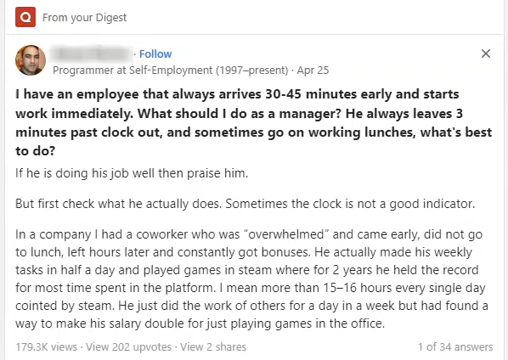 From your Digest
· Follow
Programmer at Self-Employment (1997–present) · Apr 25
I have an employee that always arrives 30-45 minutes early and starts
work immediately. What should I do as a manager? He always leaves 3
minutes past clock out, and sometimes go on working lunches, what's best
to do?
If he is doing his job well then praise him.
But first check what he actually does. Sometimes the clock is not a good indicator.
In a company I had a coworker who was "overwhelmed" and came early, did not go
to lunch, left hours later and constantly got bonuses. He actually made his weekly
tasks in half a day and played games in steam where for 2 years he held the record
for most time spent in the platform. I mean more than 15–16 hours every single day
cointed by steam. He just did the work of others for a day in a week but had found a
way to make his salary double for just playing games in the office.
179.3K views · View 202 upvotes · View 2 shares
1 of 34 answers